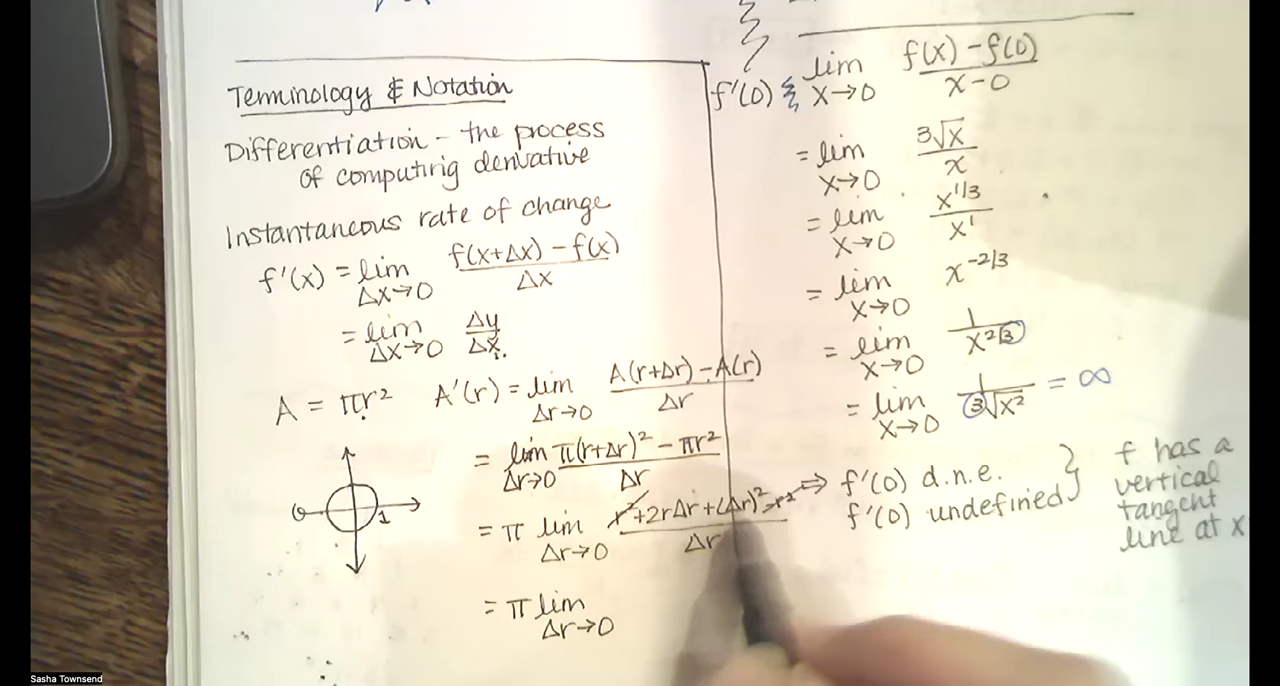 Terminology & Notation
Differentiation - the process
of computing derivative
Instantaneous rate of change
f'(x) = lim Δx→0 f(x+Δx) - f(x) / Δx
= lim Δx→0 Δy / Δx.
A = πr² A'(r) = lim Δr→0 A(r+Δr) - A(r) / Δr
= lim Δr→0 π(r+Δr)² - πr² / Δr
= π lim Δr→0 r² + 2rΔr + (Δr)² - r² / Δr
= π lim Δr→0
1
f'(0) = lim x→0 f(x) - f(0) / x - 0
= lim x→0 3√x / x
= lim x→0 x^1/3 / x^1
= lim x→0 x^-2/3
= lim x→0 1 / x^2/3
= lim x→0 1 / 3√x² = ∞
⇒ f'(0) d.n.e.
f'(0) undefined
f has a
vertical
tangent
line at x
Sasha Townsend